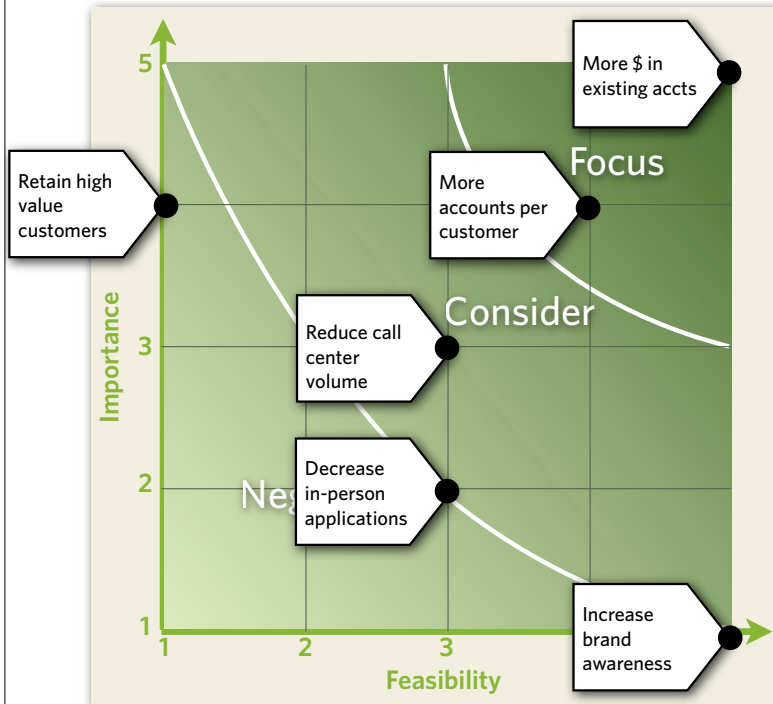 5
More $ in
existing accts
Focus
Retain high
value
customers
More
accounts per
customer
Consider
Importance
3
Reduce call
center
volume
2
Decrease
in-person
applications
1
1
2
3
Increase
brand
awareness
Feasibility